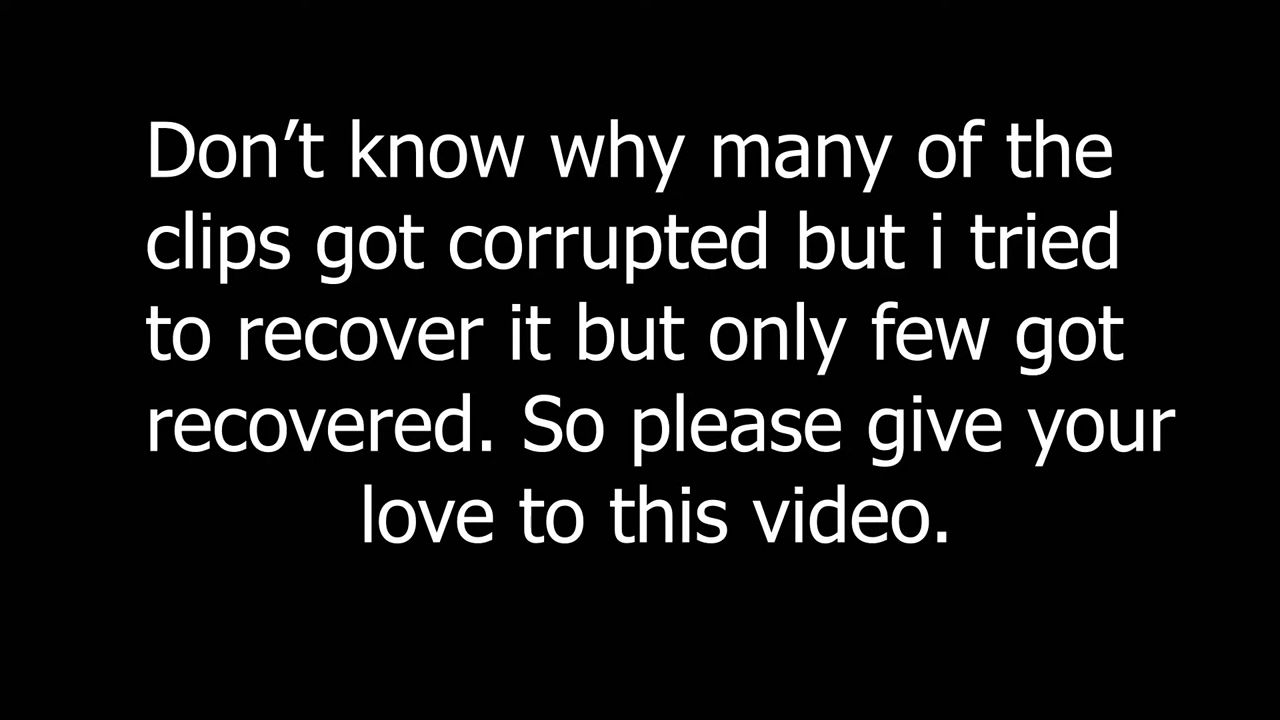 Don’t know why many of the
clips got corrupted but i tried
to recover it but only few got
recovered. So please give your
love to this video.